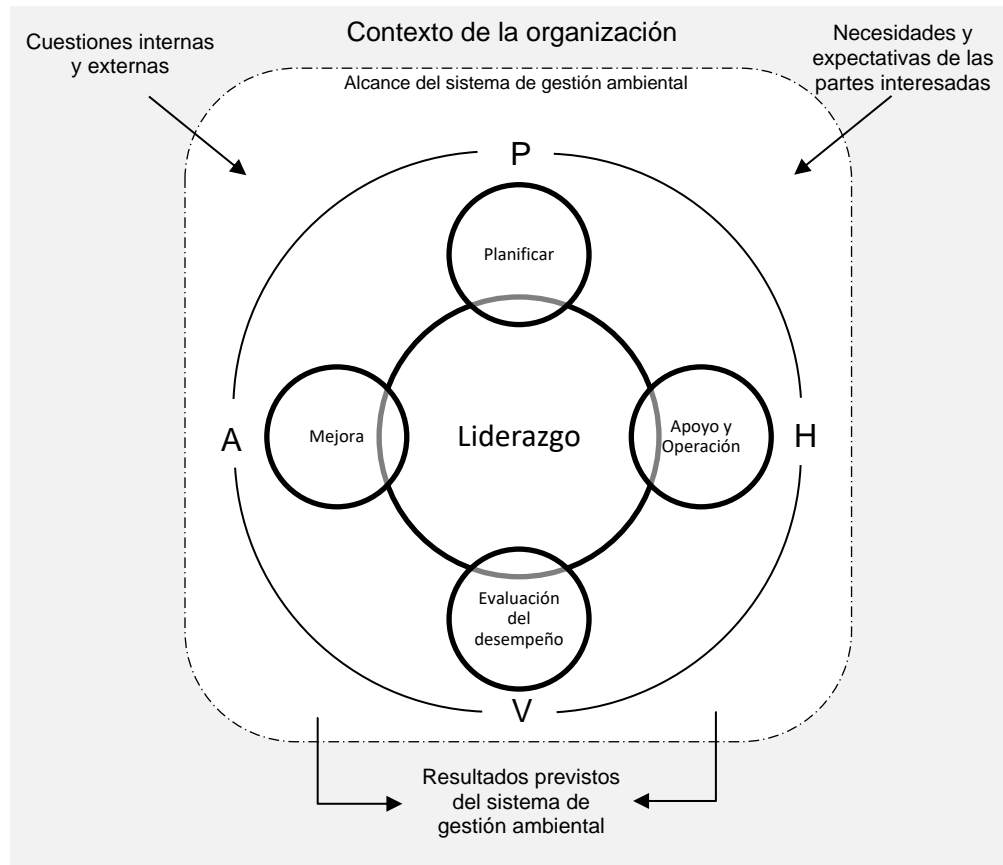 Contexto de la organización
Cuestiones internas
y externas
Necesidades y
expectativas de las
partes interesadas
Alcance del sistema de gestión ambiental
P
Planificar
A
Mejora
Liderazgo
Apoyo y
Operación
H
Evaluación
del
desempeño
V
Resultados previstos
del sistema de
gestión ambiental